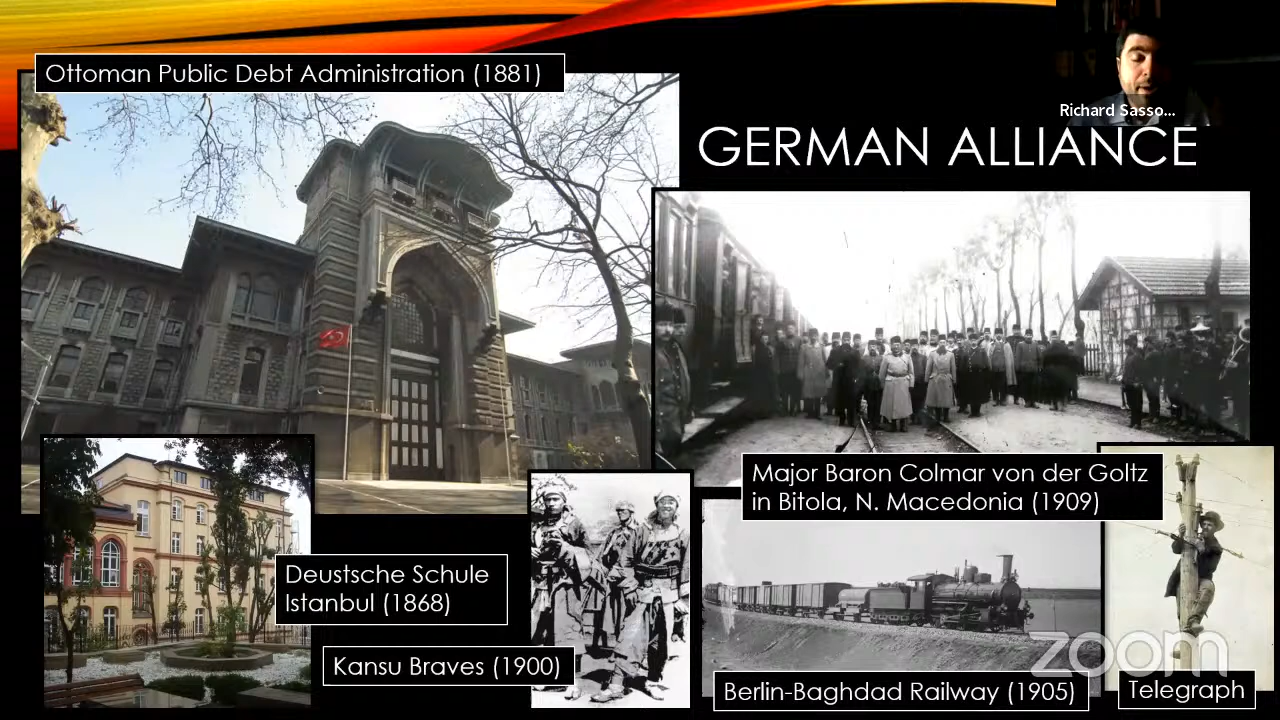 Ottoman Public Debt Administration (1881)
Richard Sasso...
GERMAN ALLIANCE
Major Baron Colmar von der Goltz
in Bitola, N. Macedonia (1909)
Deustsche Schule
Istanbul (1868)
Kansu Braves (1900)
Berlin-Baghdad Railway (1905)
Telegraph
zoom